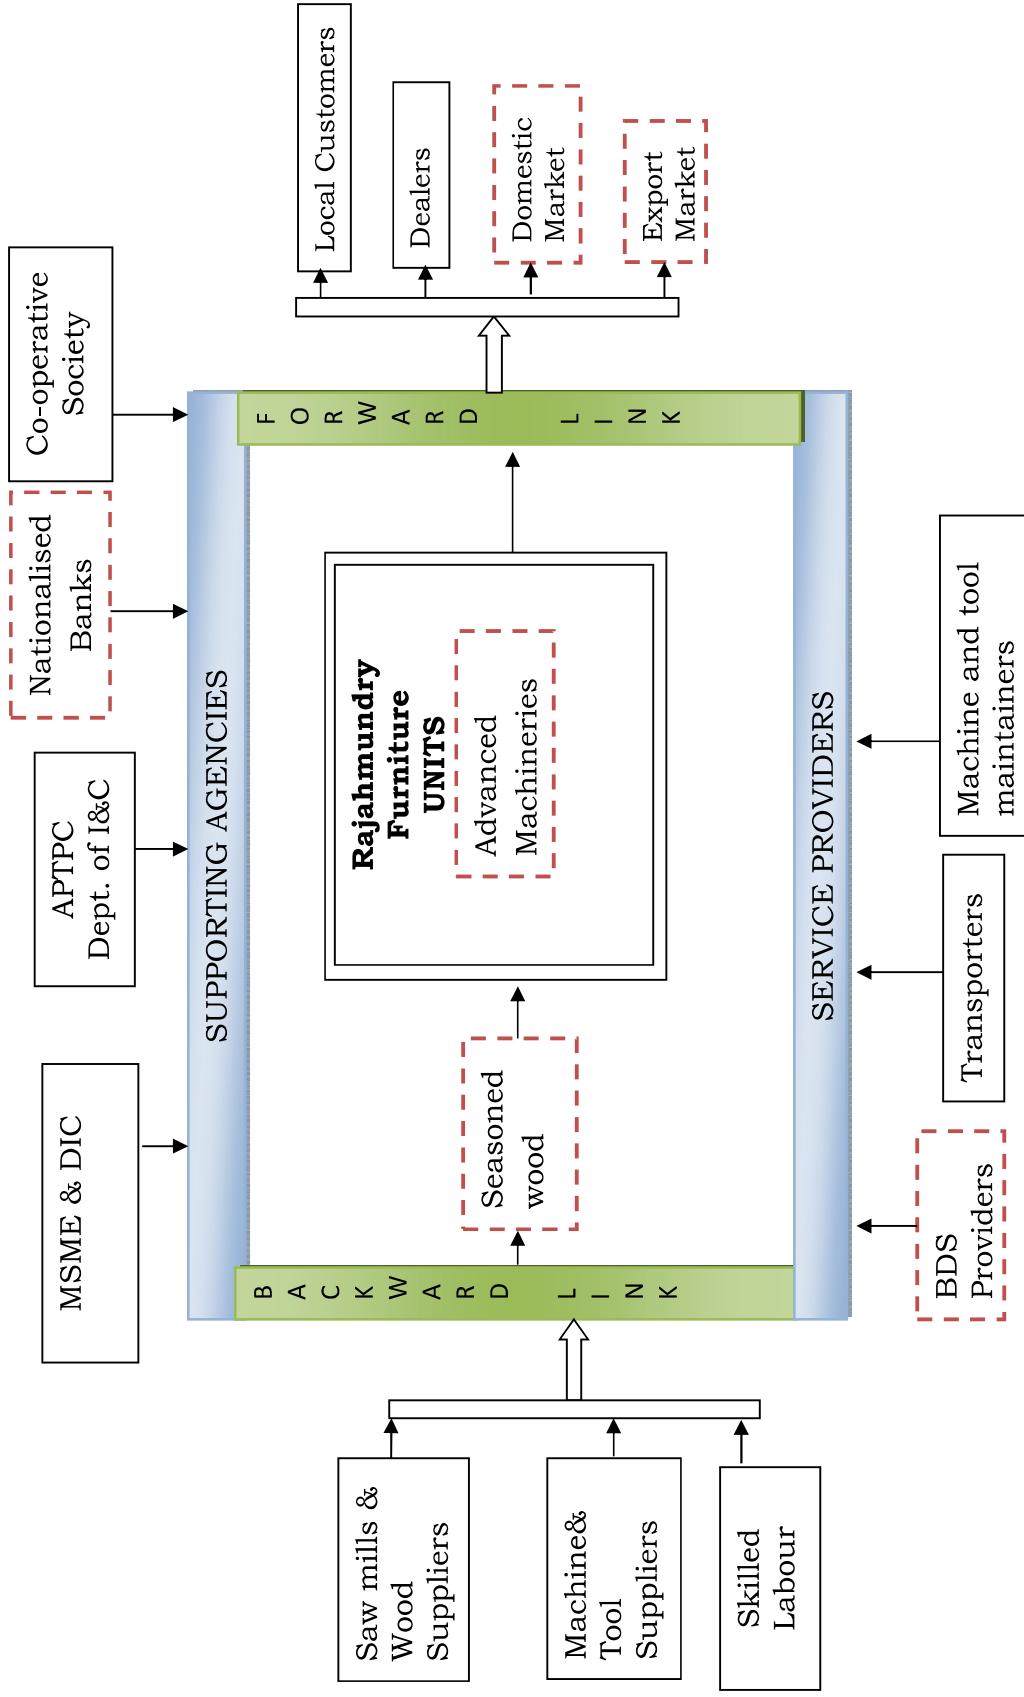 MSME & DIC
APTPC
Dept. of I&C
Nationalised
Banks
Co-operative
Society
SUPPORTING AGENCIES
Saw mills &
Wood
Suppliers
Machine&
Tool
Suppliers
Skilled
Labour
BACKWARD LINK
Seasoned
wood
Rajahmundry
Furniture
UNITS
Advanced
Machineries
FORWARD LINK
Local Customers
Dealers
Domestic
Market
Export
Market
SERVICE PROVIDERS
BDS
Providers
Transporters
Machine and tool
maintainers